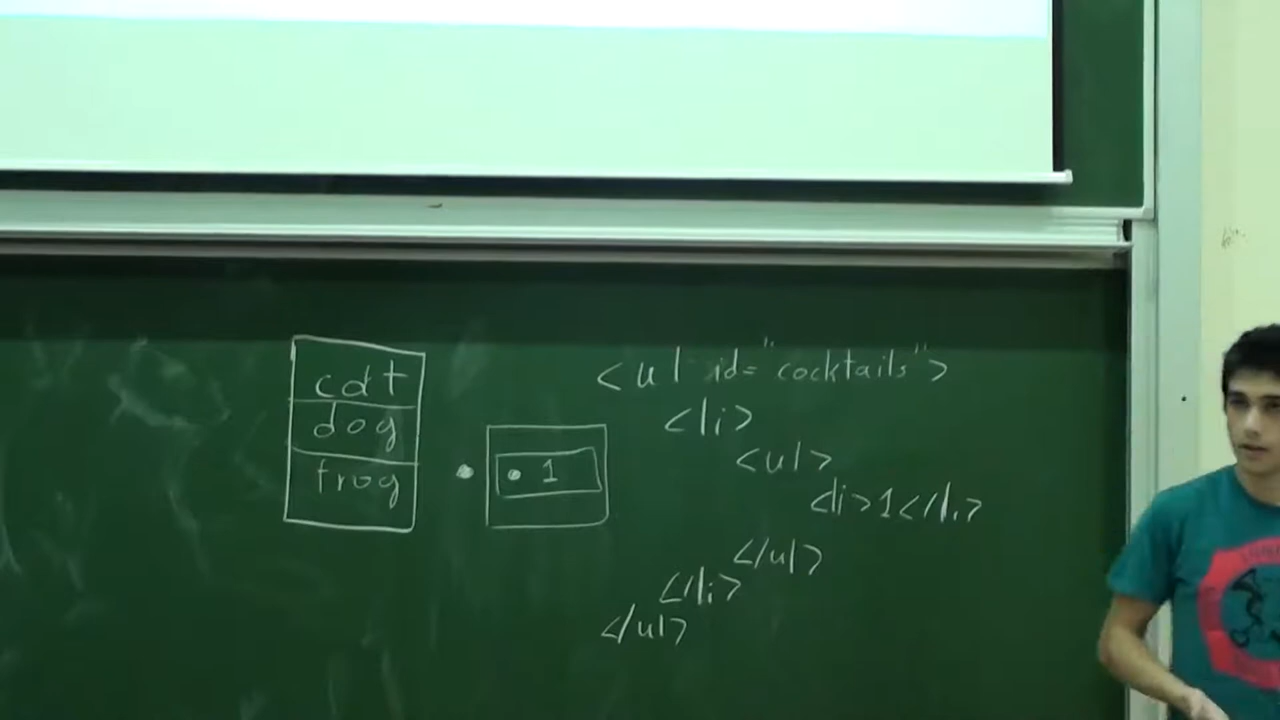 cat
dog
frog
• • 1
<ul id="cocktails">
<li>
<ul>
<li>1</li>
</ul>
</li>
</ul>